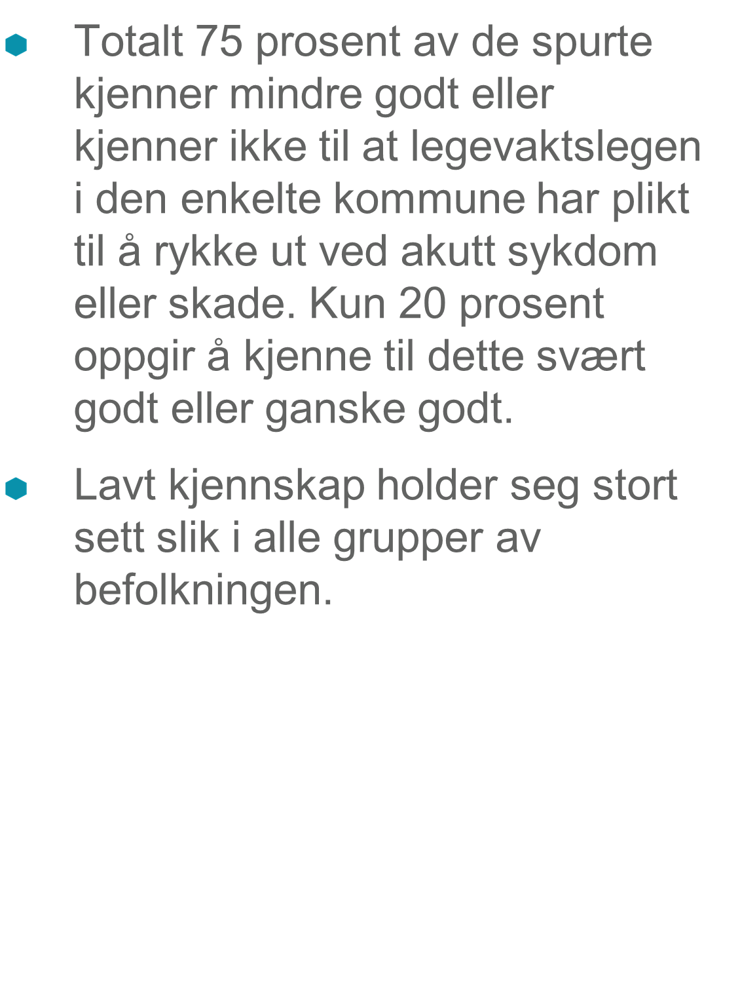 Totalt 75 prosent av de spurte
kjenner mindre godt eller
kjenner ikke til at legevaktslegen
i den enkelte kommune har plikt
til å rykke ut ved akutt sykdom
eller skade. Kun 20 prosent
oppgir å kjenne til dette svært
godt eller ganske godt.
Lavt kjennskap holder seg stort
sett slik i alle grupper av
befolkningen.